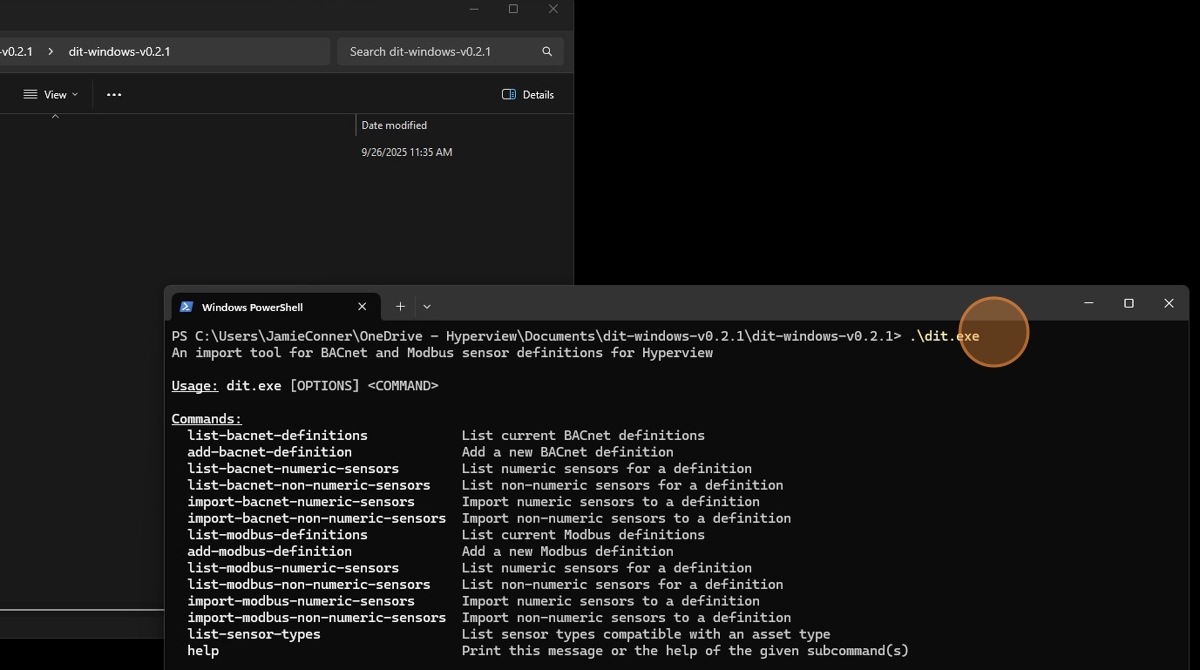 -v0.2.1 > dit-windows-v0.2.1 Search dit-windows-v0.2.1
View Details
Date modified
9/26/2025 11:35 AM
Windows PowerShell
PS C:\Users\JamieConner\OneDrive - Hyperview\Documents\dit-windows-v0.2.1\dit-windows-v0.2.1> .\dit.exe
An import tool for BACnet and Modbus sensor definitions for Hyperview
Usage: dit.exe [OPTIONS] <COMMAND>
Commands:
list-bacnet-definitions List current BACnet definitions
add-bacnet-definition Add a new BACnet definition
list-bacnet-numeric-sensors List numeric sensors for a definition
list-bacnet-non-numeric-sensors List non-numeric sensors for a definition
import-bacnet-numeric-sensors Import numeric sensors to a definition
import-bacnet-non-numeric-sensors Import non-numeric sensors to a definition
list-modbus-definitions List current Modbus definitions
add-modbus-definition Add a new Modbus definition
list-modbus-numeric-sensors List numeric sensors for a definition
list-modbus-non-numeric-sensors List non-numeric sensors for a definition
import-modbus-numeric-sensors Import numeric sensors to a definition
import-modbus-non-numeric-sensors Import non-numeric sensors to a definition
list-sensor-types List sensor types compatible with an asset type
help Print this message or the help of the given subcommand(s)